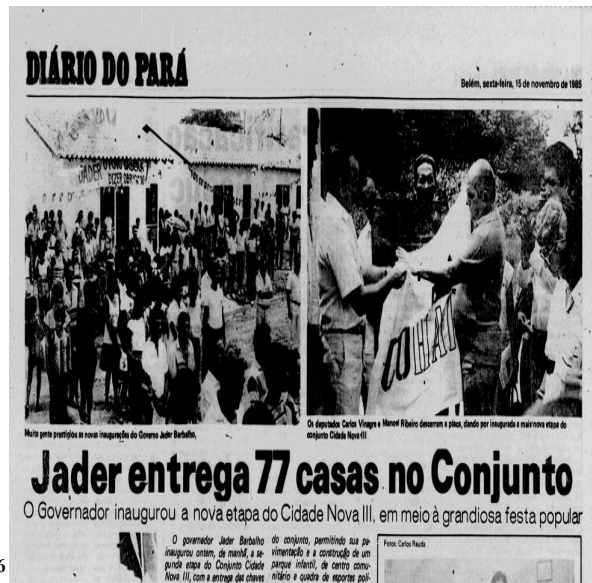 DIÁRIO DO PARÁ
Belém, sexta-feira, 15 de novembro de 1985
JADER
DIZER
COHAB
Muita gente prestigiou as novas inaugurações do Governo Jader Barbalho,
Os deputados Carlos Vinagre e Manoel Ribeiro descerram a placa, dando por inaugurada a mais nova etapa do
conjunto Cidade Nova III
Jader entrega 77 casas no Conjunto
O Governador inaugurou a nova etapa do Cidade Nova III, em meio à grandiosa festa popular
O governador Jader Barbalho
inaugurou ontem, de manhã, a se-
gunda etapa do Conjunto Cidade
Nova III, com a entrega das chaves
do conjunto, permitindo sua pa-
vimentação e a construção de um
parque infantil, de centro comu-
nitário e quadra de esportes poli-
Fotos: Carlos Rauda
6